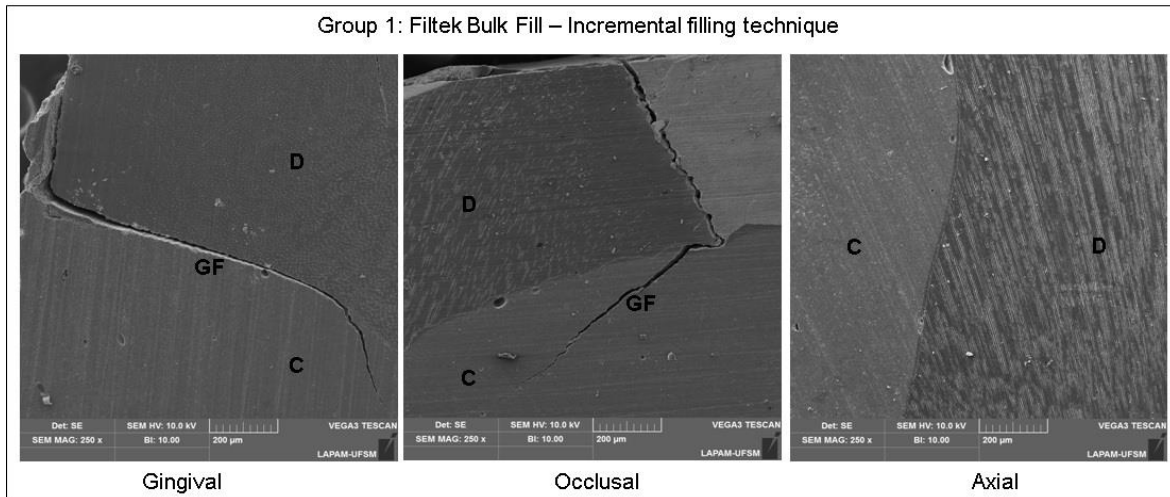 Group 1: Filtek Bulk Fill – Incremental filling technique
D
GF
C
Det: SE
SEM HV: 10.0 kV
VEGA3 TESCAN
SEM MAG: 250 x
BI: 10.00
200 µm
LAPAM-UFSM
D
GF
C
Det: SE
SEM HV: 10.0 kV
VEGA3 TESCAN
SEM MAG: 250 x
BI: 10.00
200 µm
LAPAM-UFSM
C
D
Det: SE
SEM HV: 10.0 kV
VEGA3 TESCAN
SEM MAG: 250 x
BI: 10.00
200 µm
LAPAM-UFSM
Gingival
Occlusal
Axial